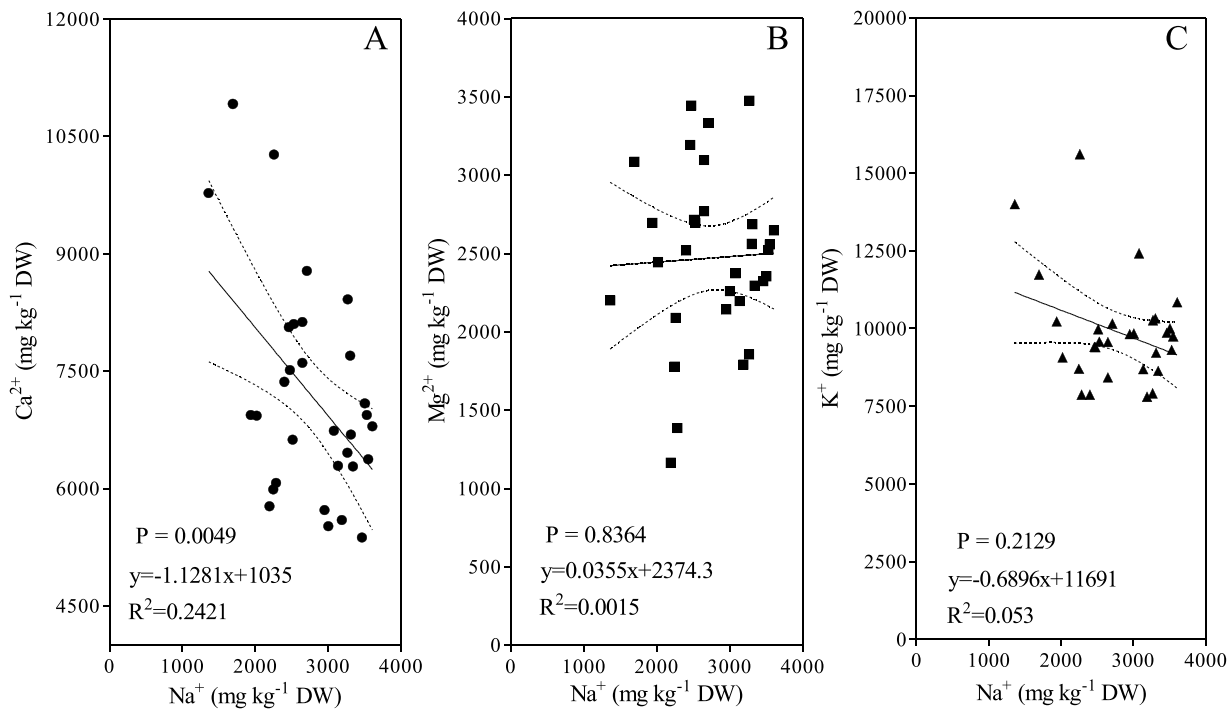 A
12000
10500
9000
7500
6000
4500
Ca²⁺ (mg kg⁻¹ DW)
P = 0.0049
y=-1.1281x+1035
R²=0.2421
0 1000 2000 3000 4000
Na⁺ (mg kg⁻¹ DW)
B
4000
3500
3000
2500
2000
1500
1000
500
0
Mg²⁺ (mg kg⁻¹ DW)
P = 0.8364
y=0.0355x+2374.3
R²=0.0015
0 1000 2000 3000 4000
Na⁺ (mg kg⁻¹ DW)
C
20000
17500
15000
12500
10000
7500
5000
2500
0
K⁺ (mg kg⁻¹ DW)
P = 0.2129
y=-0.6896x+11691
R²=0.053
0 1000 2000 3000 4000
Na⁺ (mg kg⁻¹ DW)